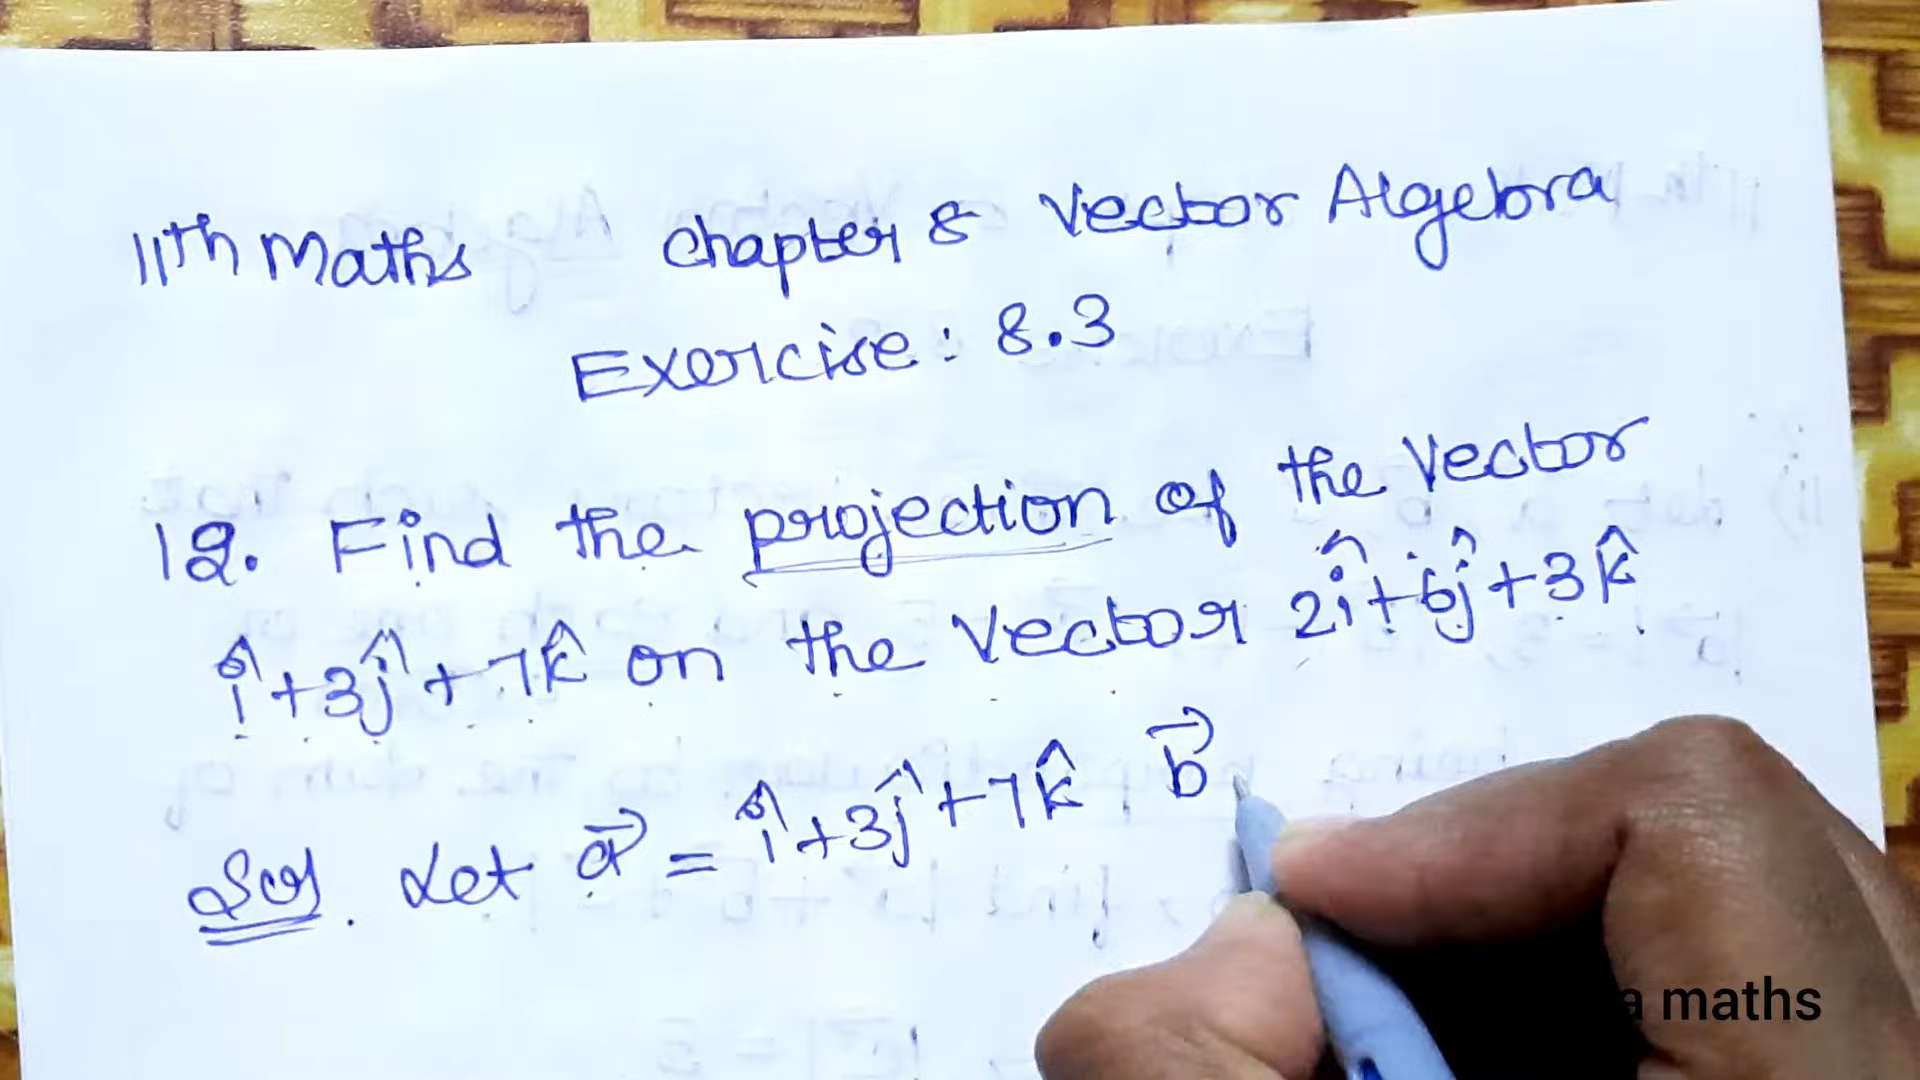 11th Maths Chapter 8 Vector Algebra
Exercise: 8.3
12. Find the projection of the Vector
î+3ĵ+7k̂ on the Vector 2î+6ĵ+3k̂
Sol. Let a⃗ = î+3ĵ+7k̂, b⃗
a maths